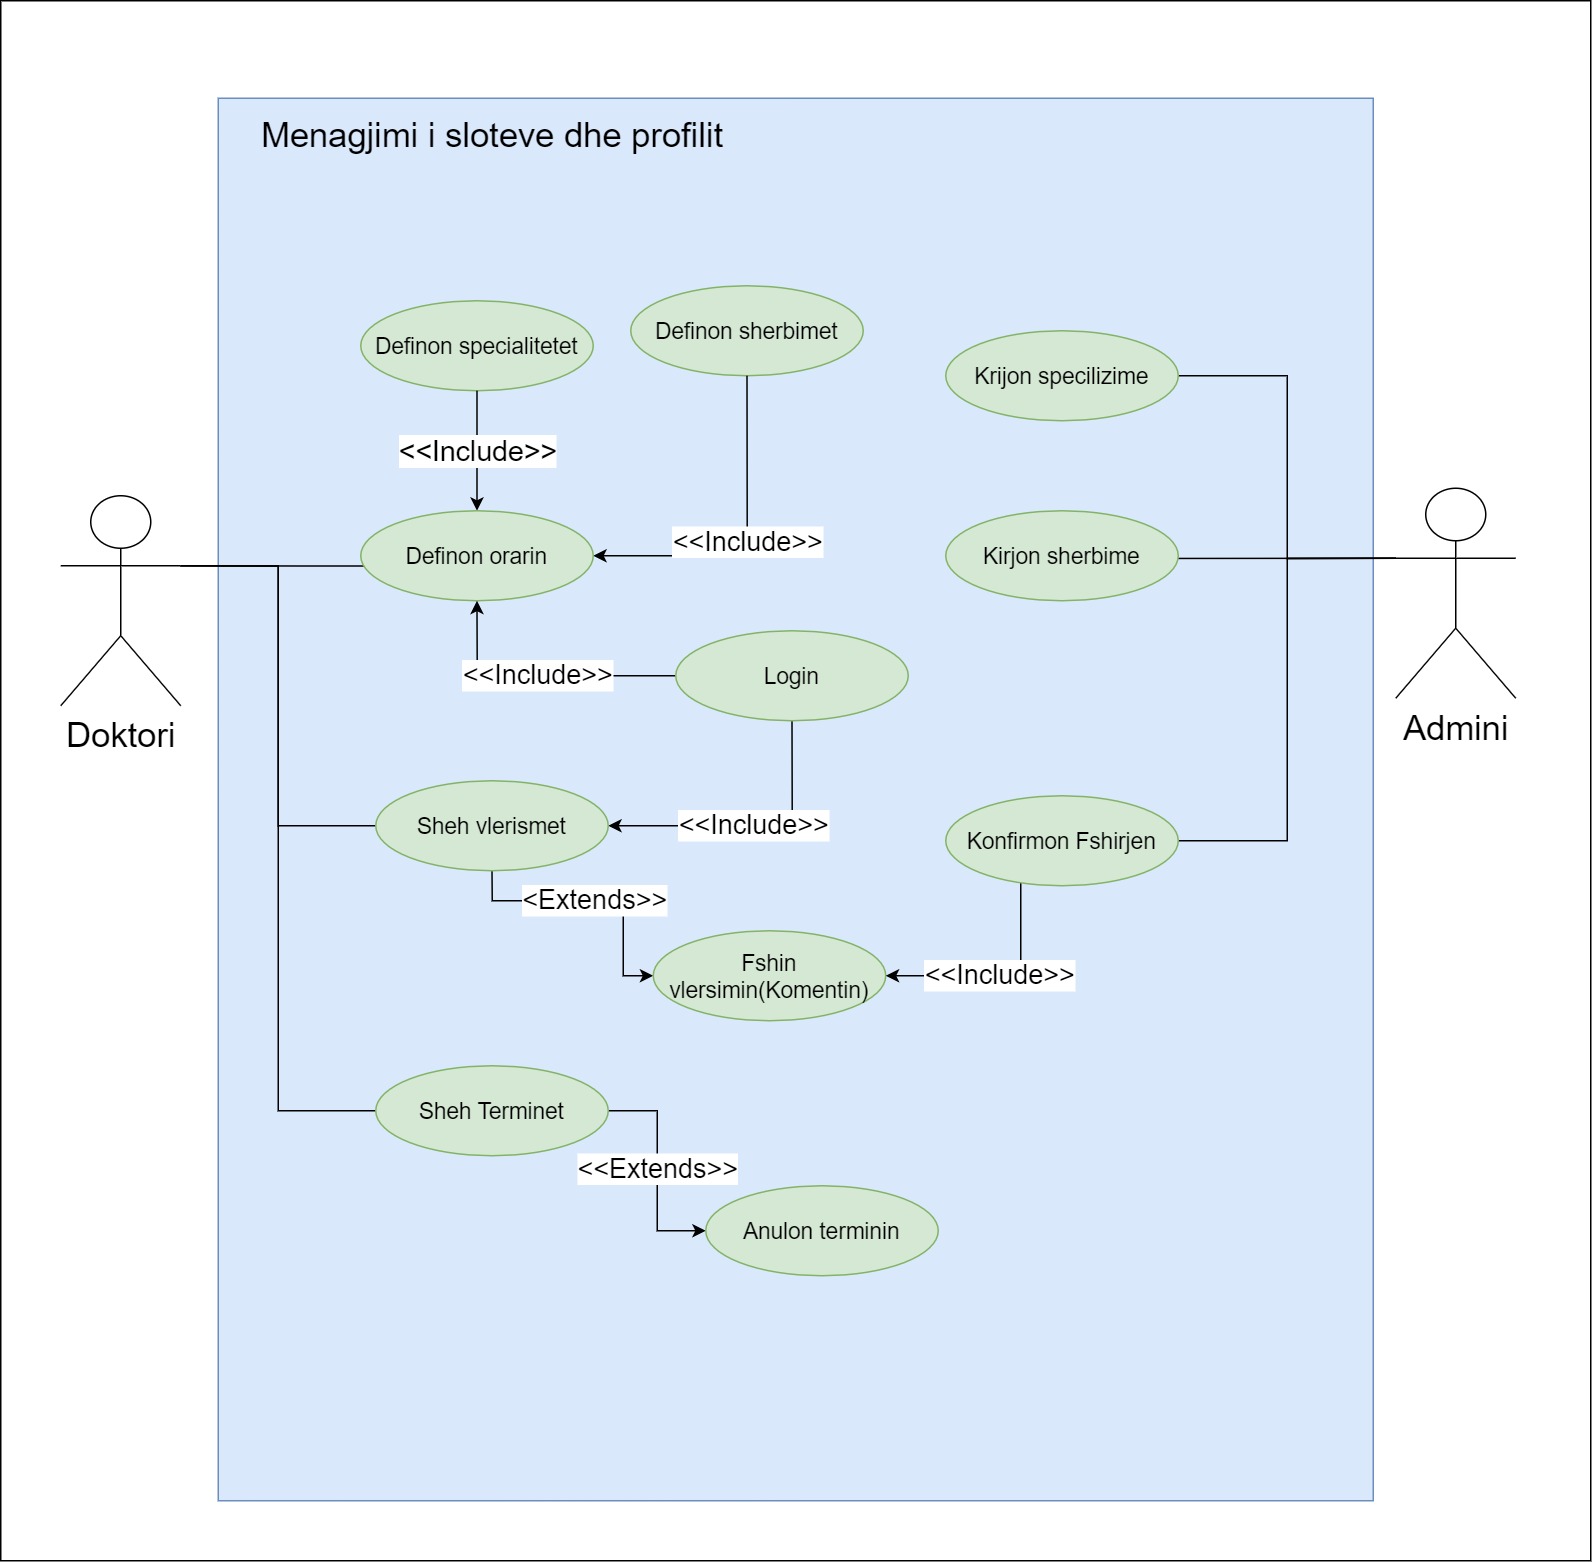 Menagjimi i sloteve dhe profilit
Definon specialitetet
Definon sherbimet
Krijon specilizime
<<Include>>
Definon orarin
<<Include>>
Kirjon sherbime
Doktori
Admini
<<Include>>
Login
Sheh vlerismet
<<Include>>
Konfirmon Fshirjen
<Extends>>
Fshin
vlersimin(Komentin)
<<Include>>
Sheh Terminet
<<Extends>>
Anulon terminin